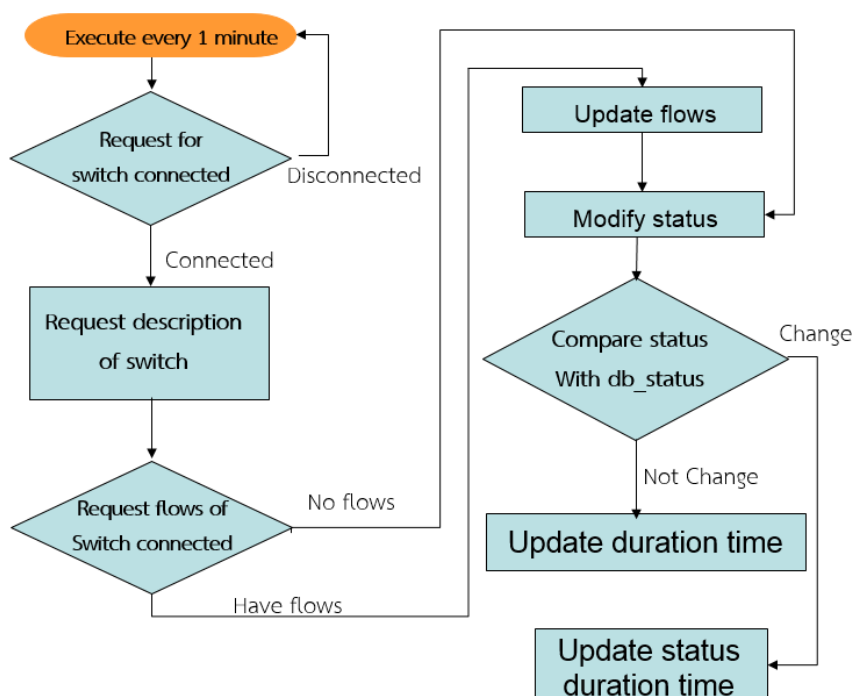 Execute every 1 minute
Request for
switch connected
Disconnected
Connected
Request description
of switch
Request flows of
Switch connected
No flows
Have flows
Update flows
Modify status
Compare status
With db_status
Change
Not Change
Update duration time
Update status
duration time